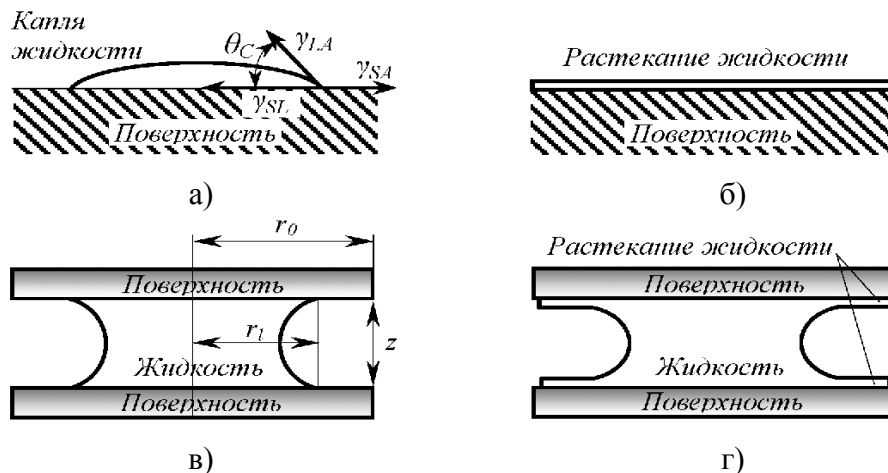 Капля
жидкости
θC
γLA
γSA
γSL
Поверхность
а)
Растекание жидкости
Поверхность
б)
r0
Поверхность
r1
z
Жидкость
Поверхность
в)
Растекание жидкости
Поверхность
Жидкость
Поверхность
г)